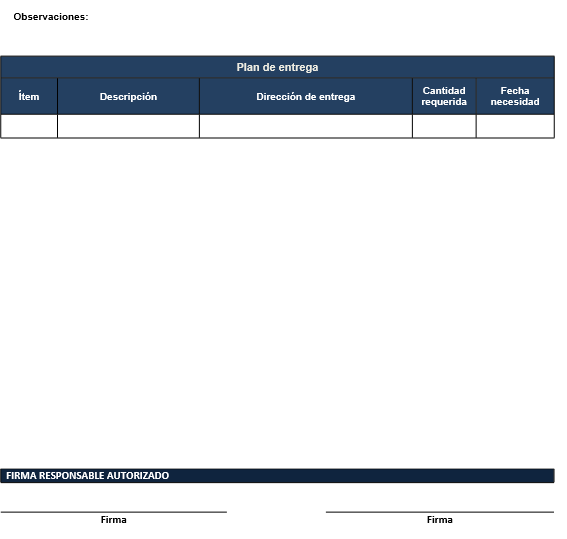 Observaciones:
Plan de entrega
Ítem Descripción Dirección de entrega Cantidad requerida Fecha necesidad
FIRMA RESPONSABLE AUTORIZADO
Firma Firma